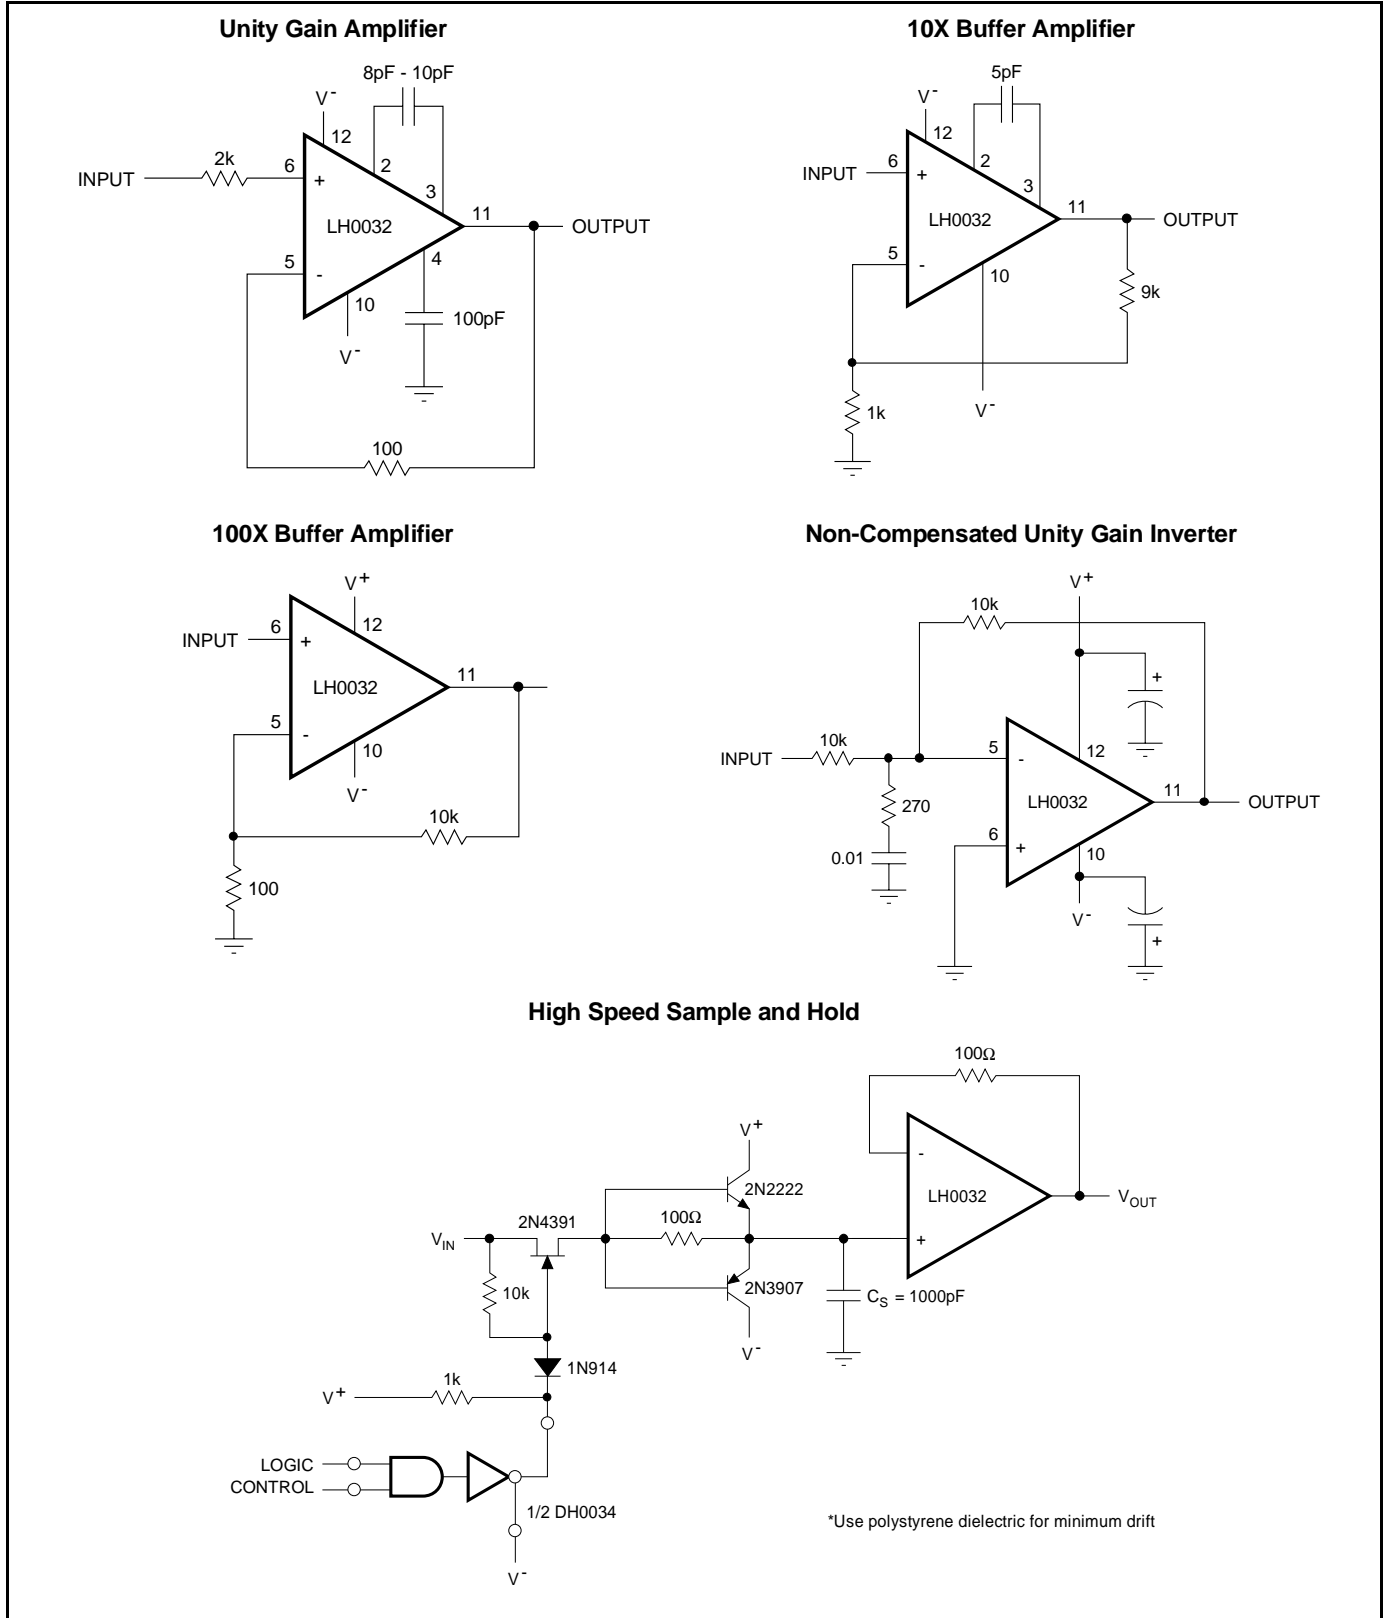 Unity Gain Amplifier
8pF - 10pF
V-
12
2k
6
2
INPUT
+
3
LH0032
11
OUTPUT
5
-
4
10
100pF
V-
100
10X Buffer Amplifier
5pF
V-
12
6
2
INPUT
+
3
LH0032
11
OUTPUT
5
-
10
9k
1k
V-
100X Buffer Amplifier
V+
6
12
INPUT
+
11
LH0032
5
-
10
V-
10k
100
Non-Compensated Unity Gain Inverter
V+
10k
+
10k
INPUT
5
-
12
11
270
LH0032
OUTPUT
6
+
0.01
10
V-
+
High Speed Sample and Hold
100Ω
V+
-
2N2222
LH0032
VOUT
2N4391
100Ω
VIN
+
10k
2N3907
CS = 1000pF
V-
1N914
1k
V+
LOGIC
CONTROL
1/2 DH0034
*Use polystyrene dielectric for minimum drift
V-